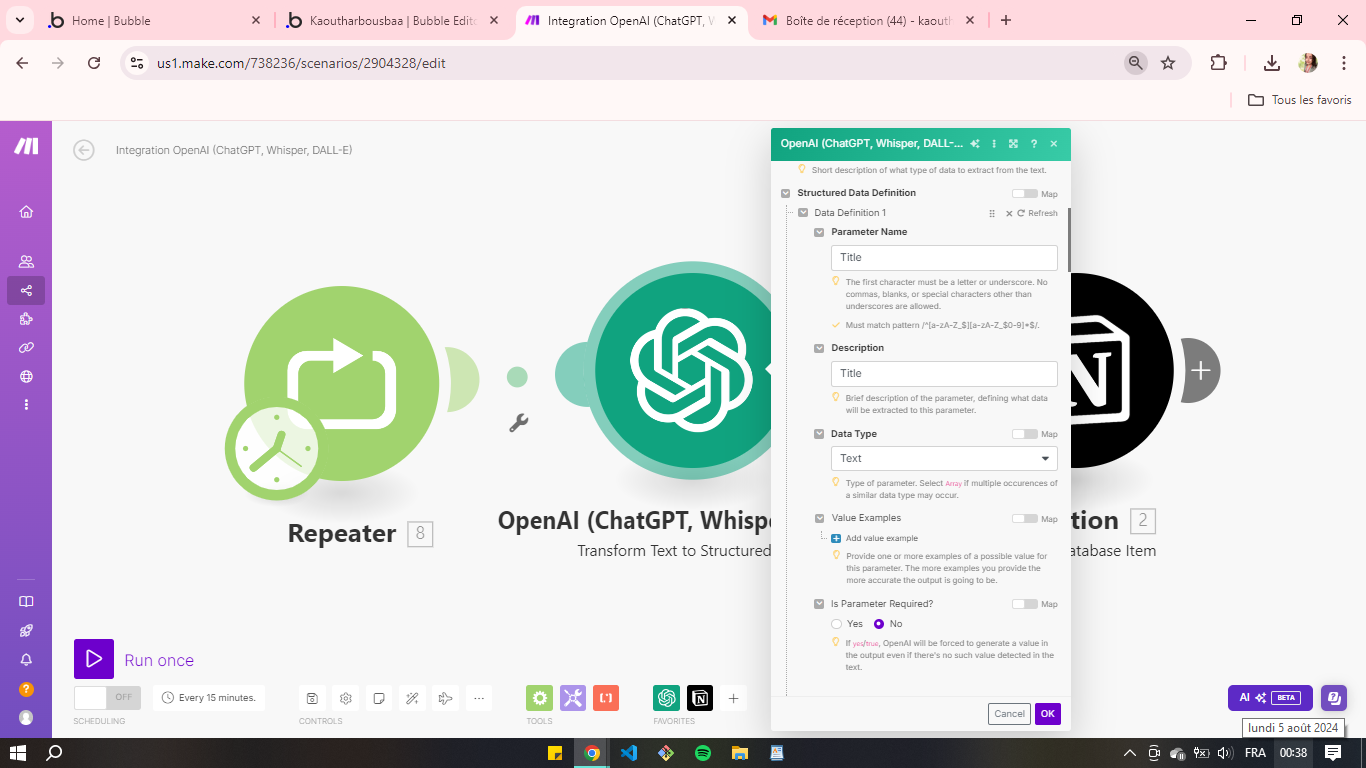 Home | Bubble
Kaoutharbousbaa | Bubble Edit
Integration OpenAI (ChatGPT, W
Boîte de réception (44) - kaouth
us1.make.com/738236/scenarios/2904328/edit
Tous les favoris
Integration OpenAI (ChatGPT, Whisper, DALL-E)
OpenAI (ChatGPT, Whisper, DALL-...
Short description of what type of data to extract from the text.
Structured Data Definition
Map
Data Definition 1
Refresh
Parameter Name
Title
The first character must be a letter or underscore. No
commas, blanks, or special characters other than
underscores are allowed.
Must match pattern /^[a-zA-Z_$][a-zA-Z_$0-9]*$/.
Description
Title
Brief description of the parameter, defining what data
will be extracted to this parameter.
Data Type
Map
Text
Type of parameter. Select Array if multiple occurences of
a similar data type may occur.
Value Examples
Map
Add value example
Provide one or more examples of a possible value for
this parameter. The more examples you provide the
more accurate the output is going to be.
Is Parameter Required?
Map
Yes
No
If yes/true, OpenAI will be forced to generate a value in
the output even if there's no such value detected in the
text.
Cancel
OK
Repeater 8
OpenAI (ChatGPT, Whispe
Transform Text to Structured
N
tion 2
atabase Item
Run once
OFF
Every 15 minutes.
SCHEDULING
CONTROLS
TOOLS
FAVORITES
AI BETA
lundi 5 août 2024
FRA
00:38